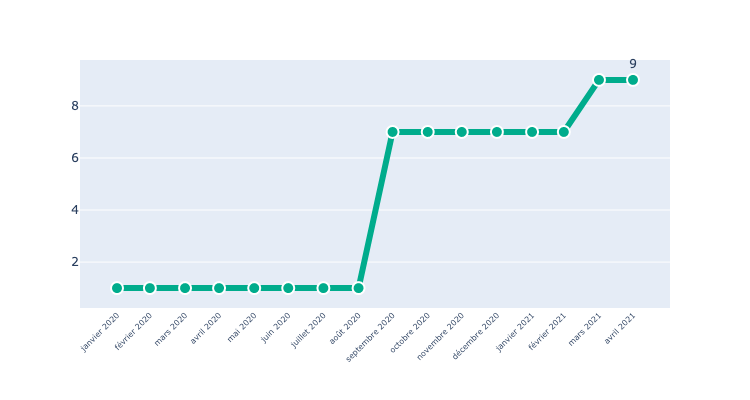 9
8
6
4
2
janvier 2020
février 2020
mars 2020
avril 2020
mai 2020
juin 2020
juillet 2020
août 2020
septembre 2020
octobre 2020
novembre 2020
décembre 2020
janvier 2021
février 2021
mars 2021
avril 2021